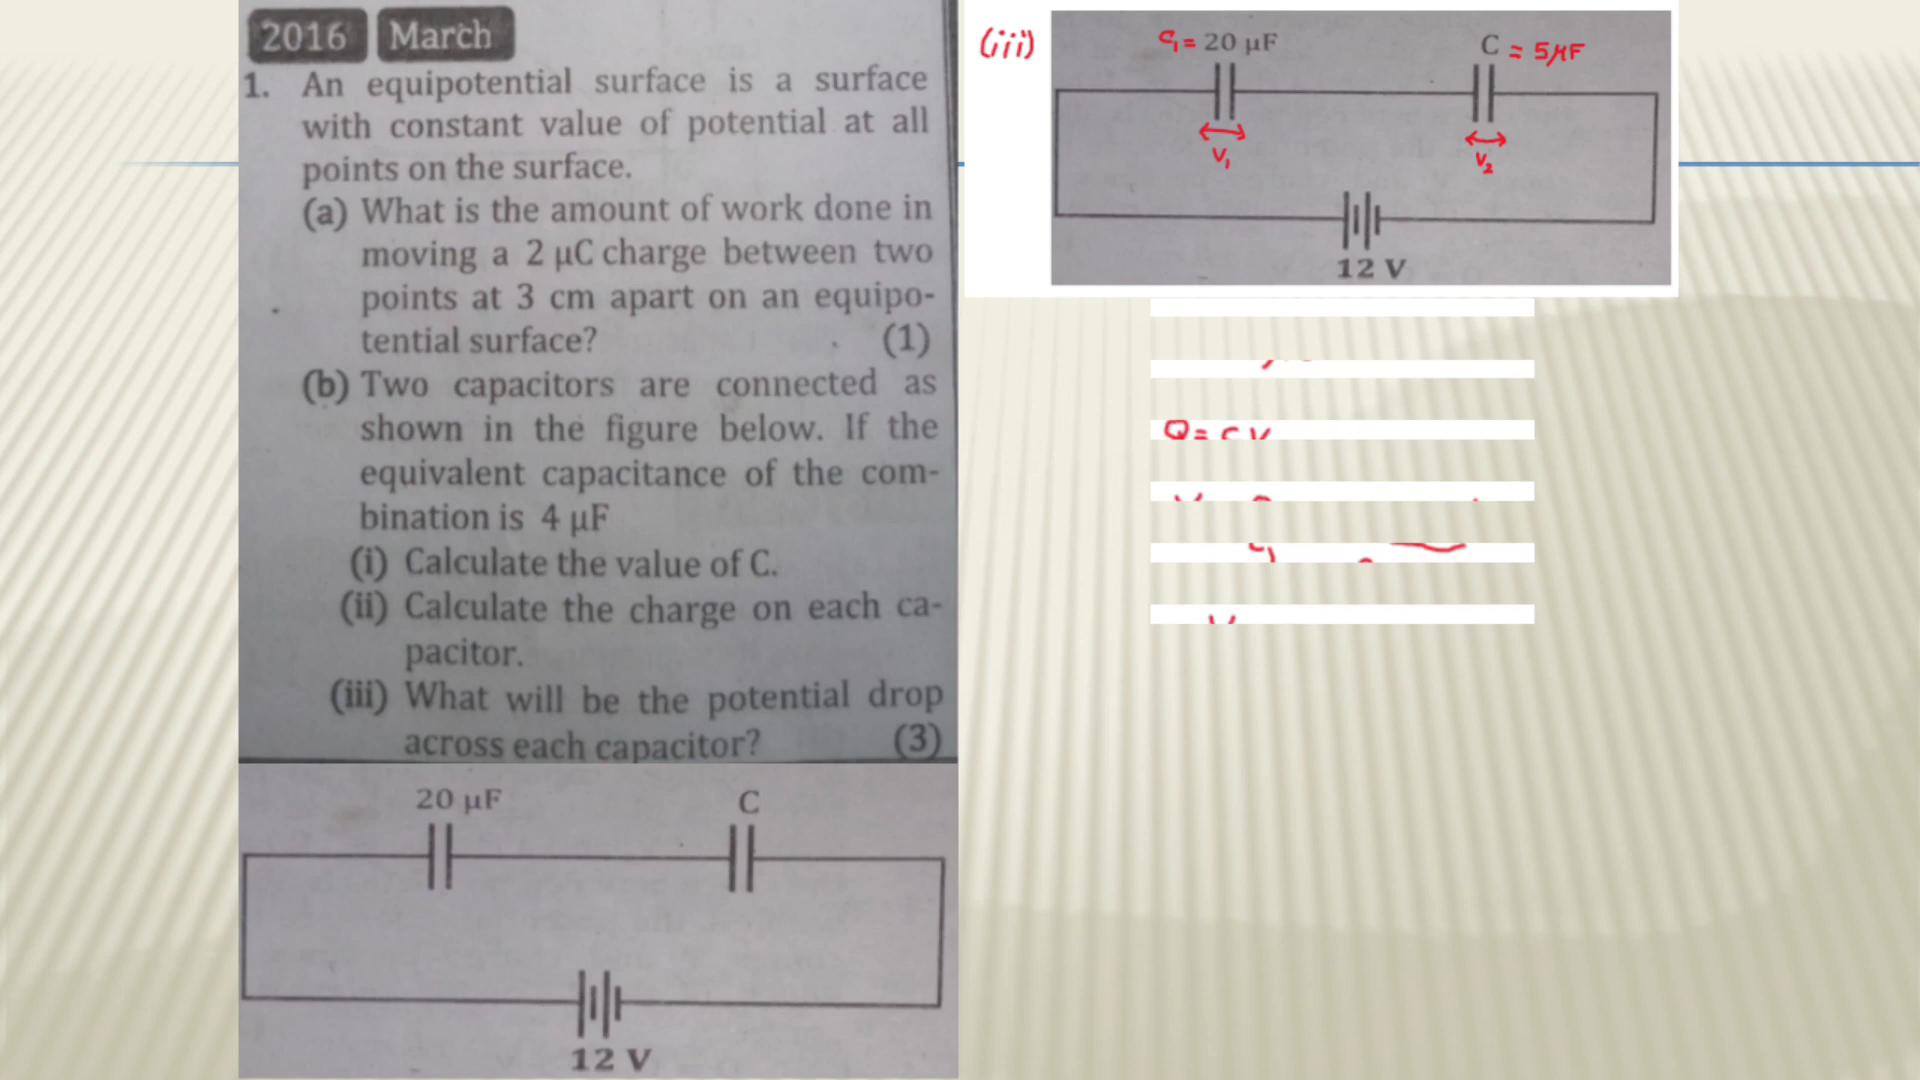 2016 March
1. An equipotential surface is a surface
with constant value of potential at all
points on the surface.
(a) What is the amount of work done in
moving a 2 μC charge between two
points at 3 cm apart on an equipo-
tential surface? (1)
(b) Two capacitors are connected as
shown in the figure below. If the
equivalent capacitance of the com-
bination is 4 μF
(i) Calculate the value of C.
(ii) Calculate the charge on each ca-
pacitor.
(iii) What will be the potential drop
across each capacitor? (3)
20 μF C
12 V
(iii)
C₁ = 20 μF C = 5μF
V₁ V₂
12 V
Q = CV